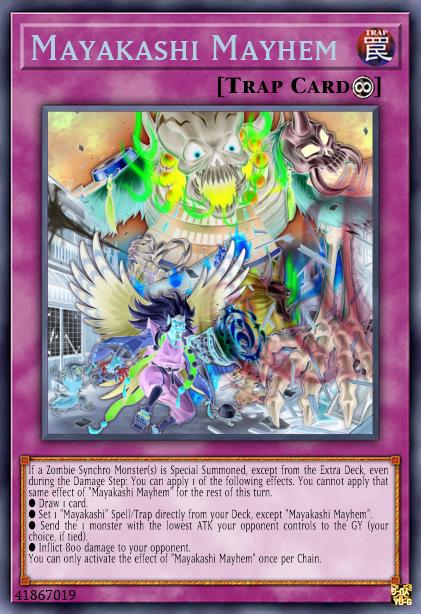 MAYAKASHI MAYHEM
TRAP
罠
[TRAP CARD]
If a Zombie Synchro Monster(s) is Special Summoned, except from the Extra Deck, even
during the Damage Step: You can apply 1 of the following effects. You cannot apply that
same effect of "Mayakashi Mayhem" for the rest of this turn.
● Draw 1 card.
● Set 1 "Mayakashi" Spell/Trap directly from your Deck, except "Mayakashi Mayhem".
● Send the 1 monster with the lowest ATK your opponent controls to the GY (your
choice, if tied).
● Inflict 800 damage to your opponent.
You can only activate the effect of "Mayakashi Mayhem" once per Chain.
41867019